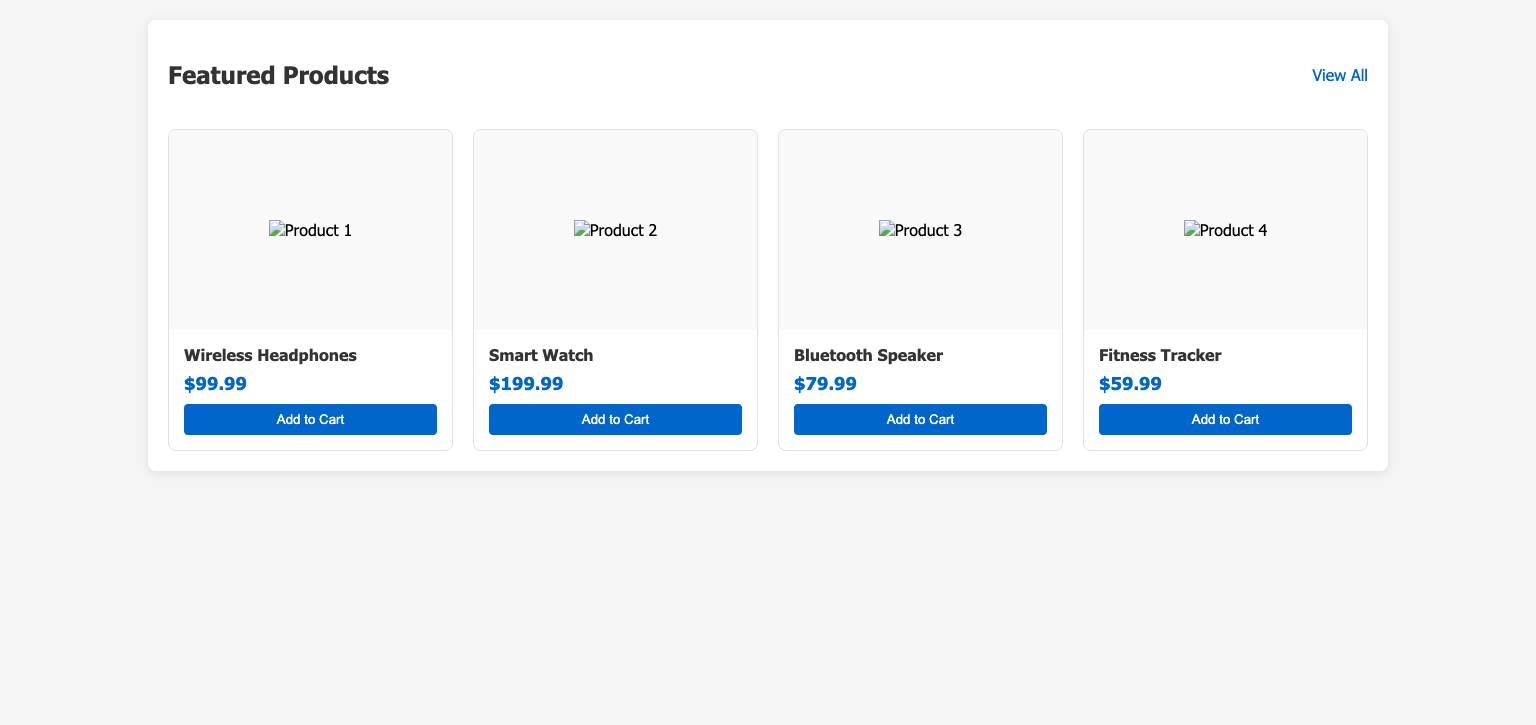 Featured Products
View All
Product 1
Product 2
Product 3
Product 4
Wireless Headphones
Smart Watch
Bluetooth Speaker
Fitness Tracker
$99.99
$199.99
$79.99
$59.99
Add to Cart
Add to Cart
Add to Cart
Add to Cart